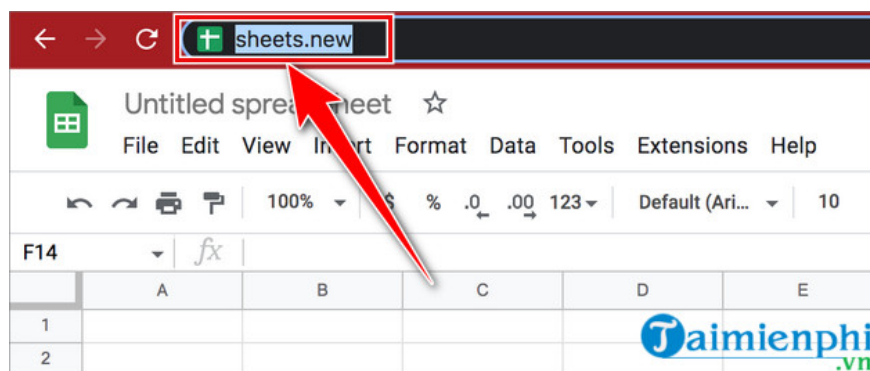 sheets.new
Untitled spreadsheet
File Edit View Insert Format Data Tools Extensions Help
100% $ % .0 .00 123 Default (Ari... 10
F14 fx
A B C D E
1
2
Taimienphi
.vn